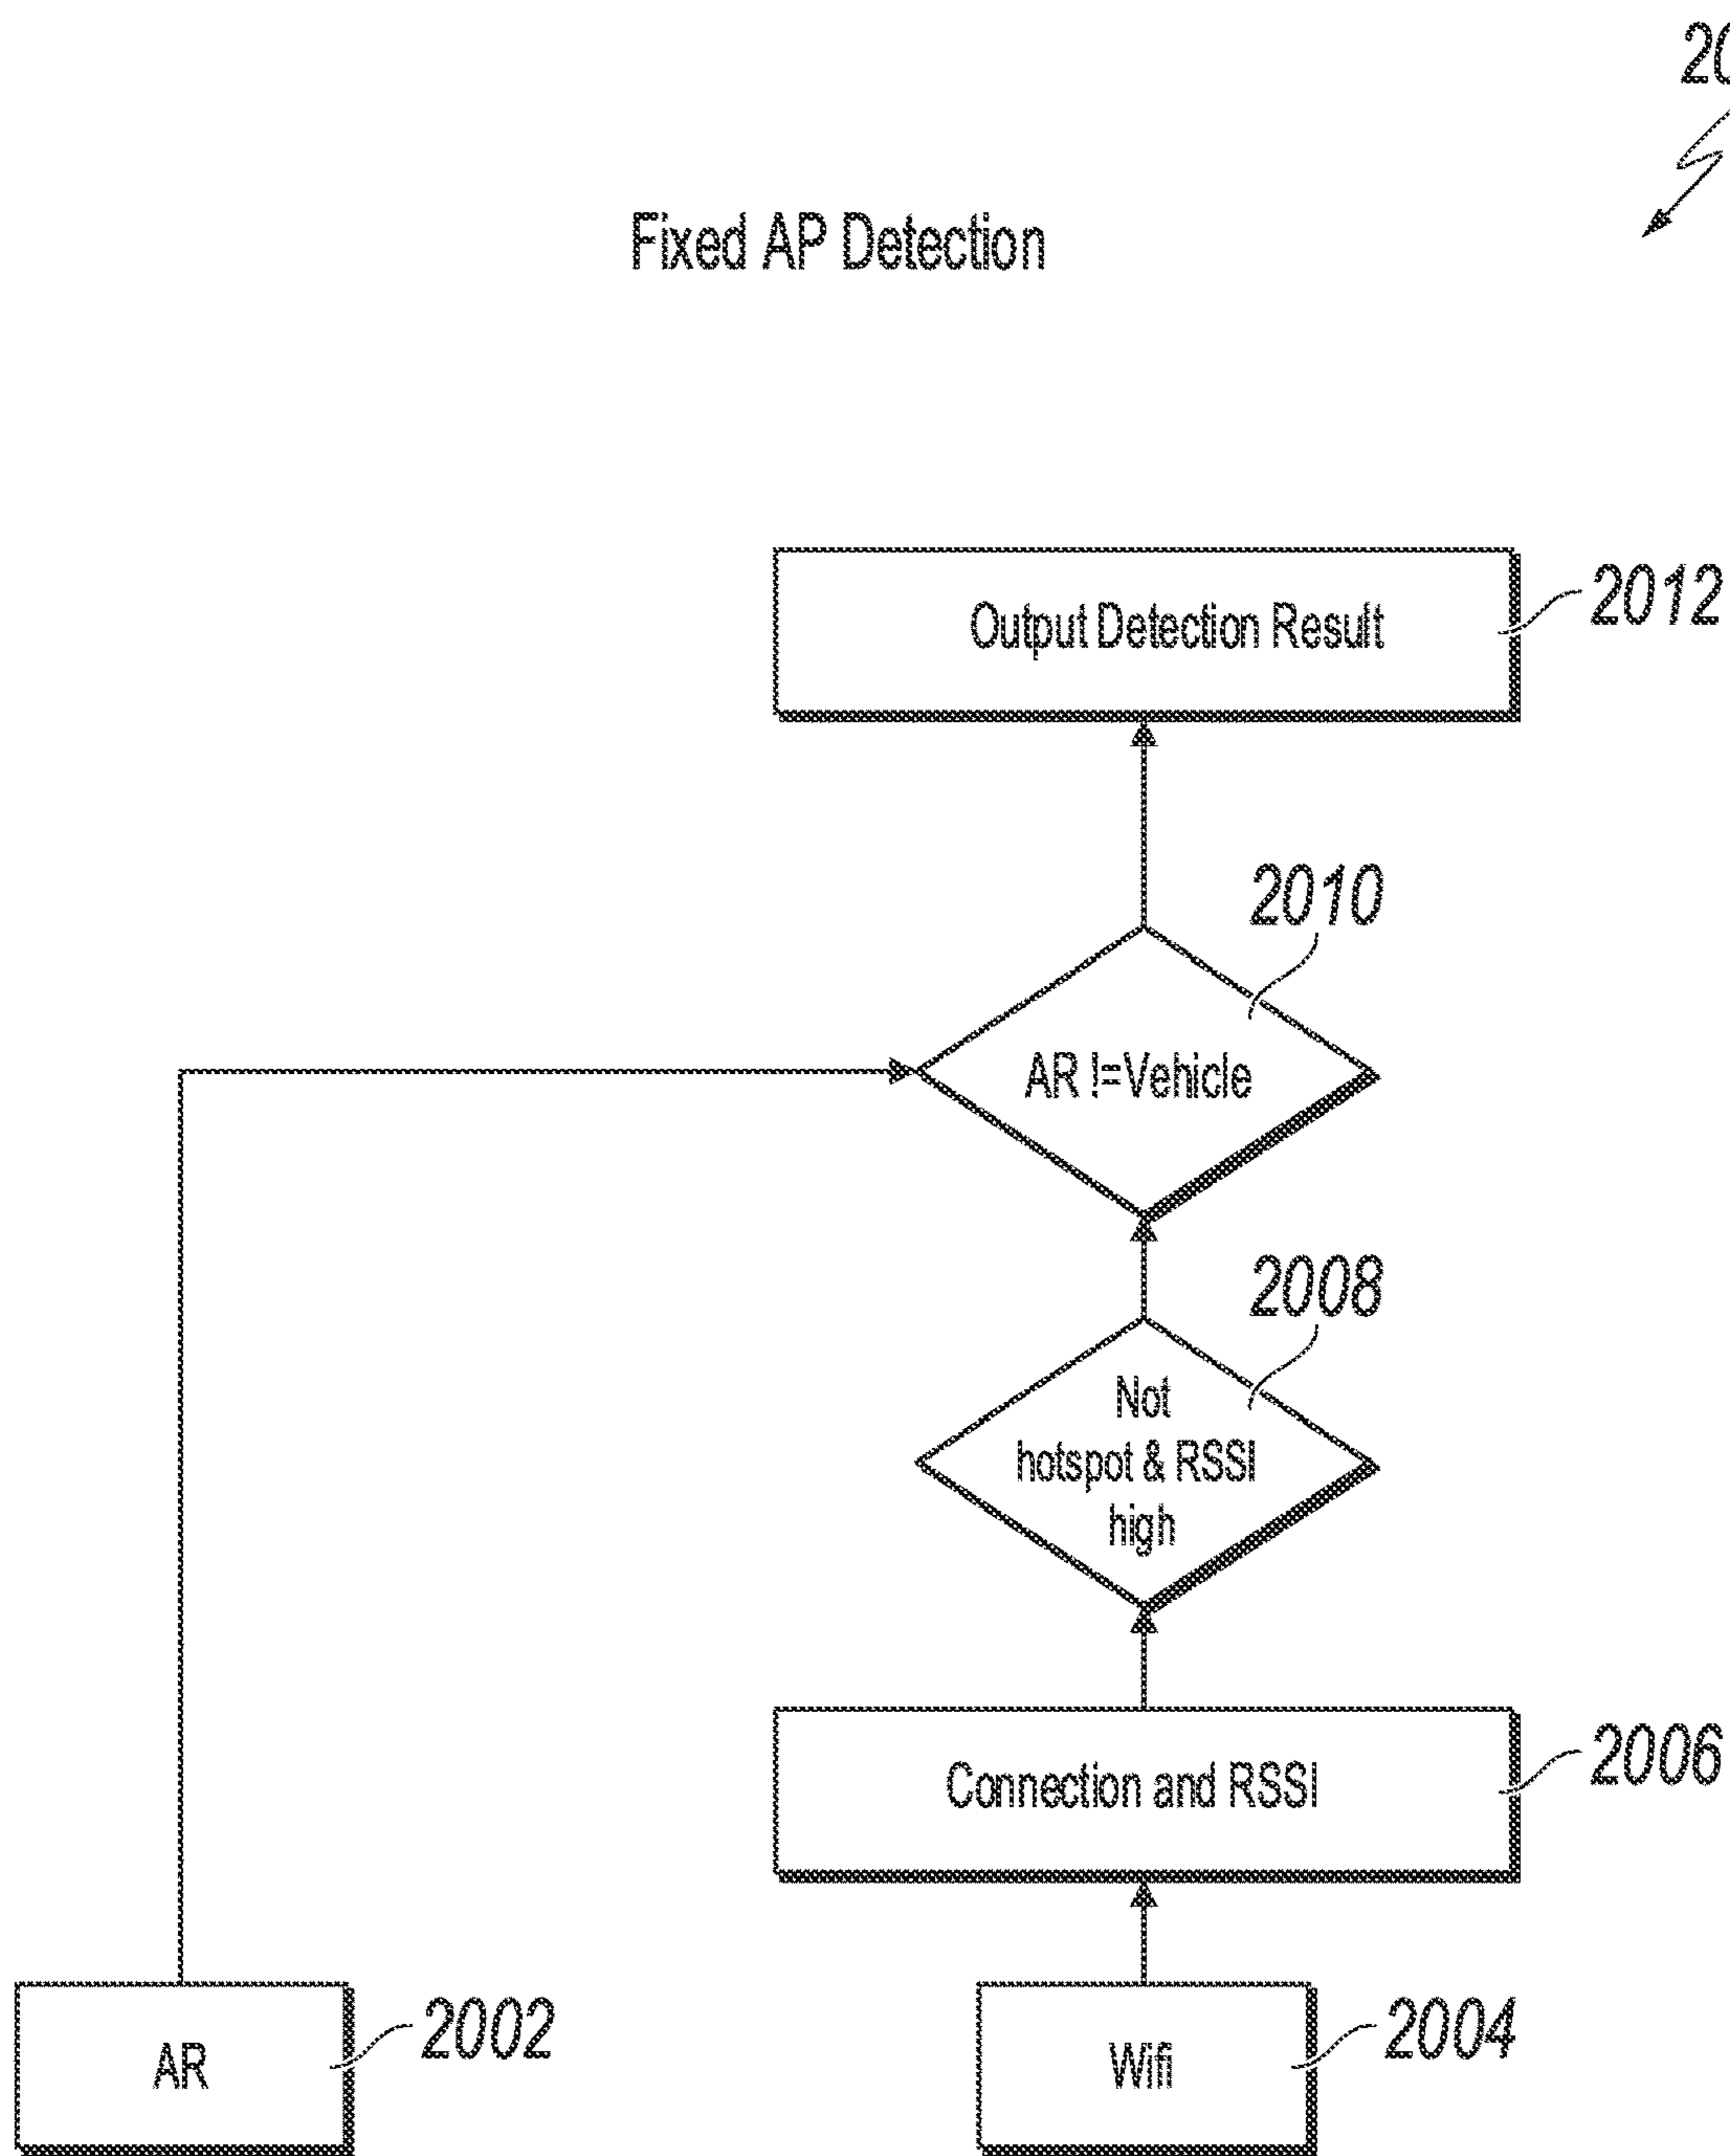 Fixed AP Detection
Output Detection Result
2012
2010
AR !=Vehicle
2008
Not
hotspot & RSSI
high
Connection and RSSI
2006
AR
2002
Wifi
2004